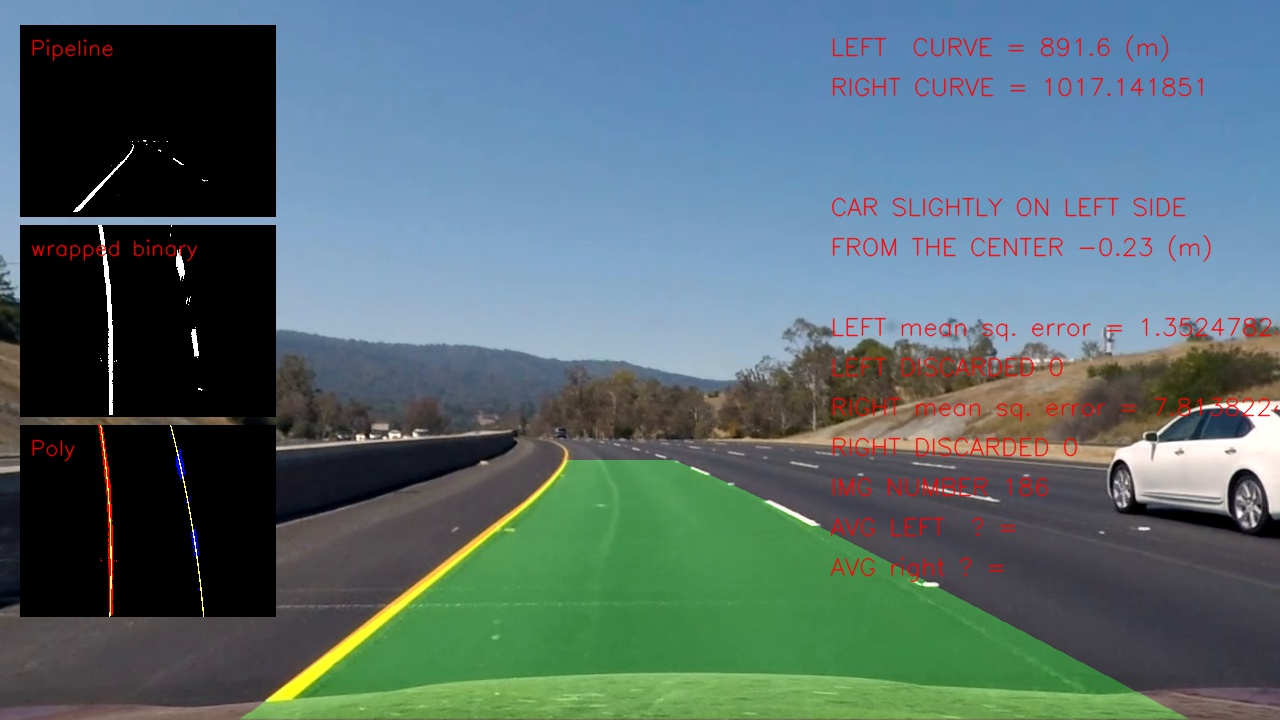 Pipeline
wrapped binary
Poly
LEFT CURVE = 891.6 (m)
RIGHT CURVE = 1017.141851
CAR SLIGHTLY ON LEFT SIDE
FROM THE CENTER -0.23 (m)
LEFT mean sq. error = 1.3524782
LEFT DISCARDED 0
RIGHT mean sq. error = 7.813822
RIGHT DISCARDED 0
IMG NUMBER 186
AVG LEFT ? =
AVG right ? =